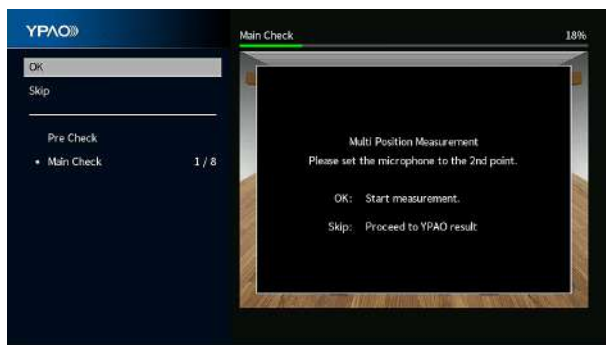 YPAO
Main Check 18%
OK
Skip
Pre Check
• Main Check 1 / 8
Multi Position Measurement
Please set the microphone to the 2nd point.
OK: Start measurement.
Skip: Proceed to YPAO result